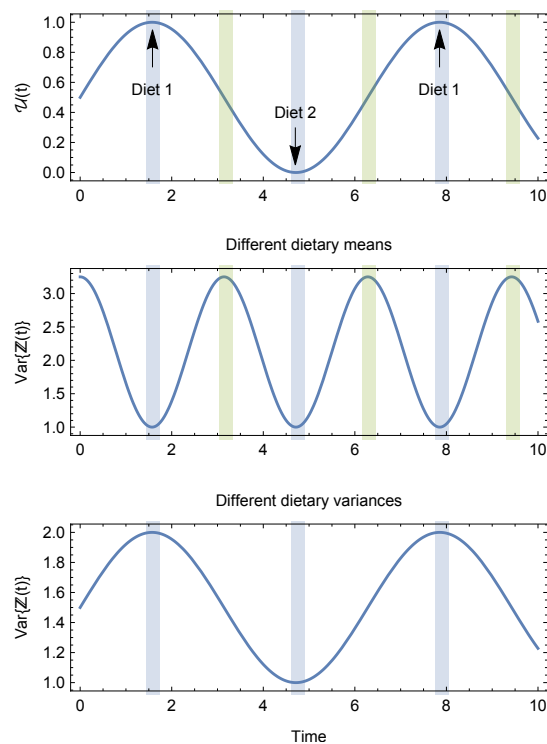 1.0
0.8
0.6
0.4
0.2
0.0
𝒰(t)
Diet 1
Diet 2
Diet 1
0 2 4 6 8 10
Different dietary means
3.0
2.5
2.0
1.5
1.0
Var{ℤ(t)}
0 2 4 6 8 10
Different dietary variances
2.0
1.8
1.6
1.4
1.2
1.0
Var{ℤ(t)}
0 2 4 6 8 10
Time